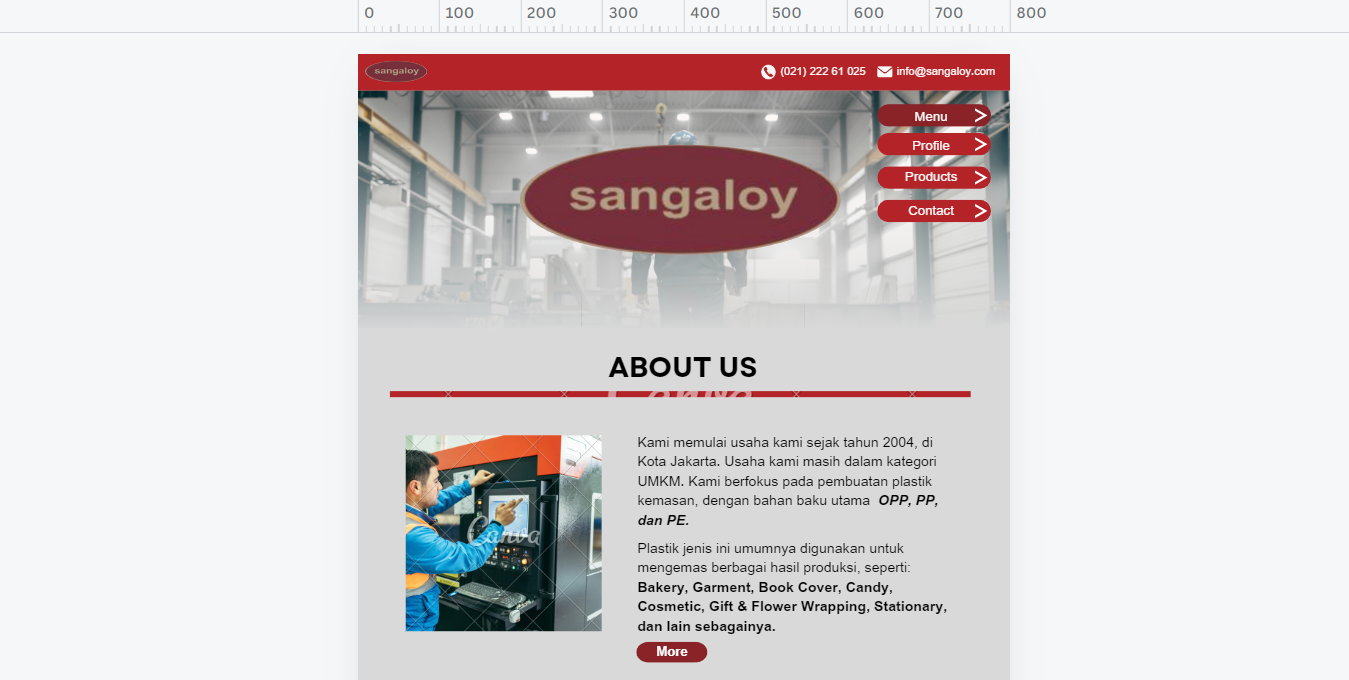 0 100 200 300 400 500 600 700 800
sangaloy (021) 222 61 025 info@sangaloy.com
Menu >
Profile >
Products >
Contact >
sangaloy
ABOUT US
Canva
Kami memulai usaha kami sejak tahun 2004, di
Kota Jakarta. Usaha kami masih dalam kategori
UMKM. Kami berfokus pada pembuatan plastik
kemasan, dengan bahan baku utama OPP, PP,
dan PE.
Canva
Plastik jenis ini umumnya digunakan untuk
mengemas berbagai hasil produksi, seperti:
Bakery, Garment, Book Cover, Candy,
Cosmetic, Gift & Flower Wrapping, Stationary,
dan lain sebagainya.
More